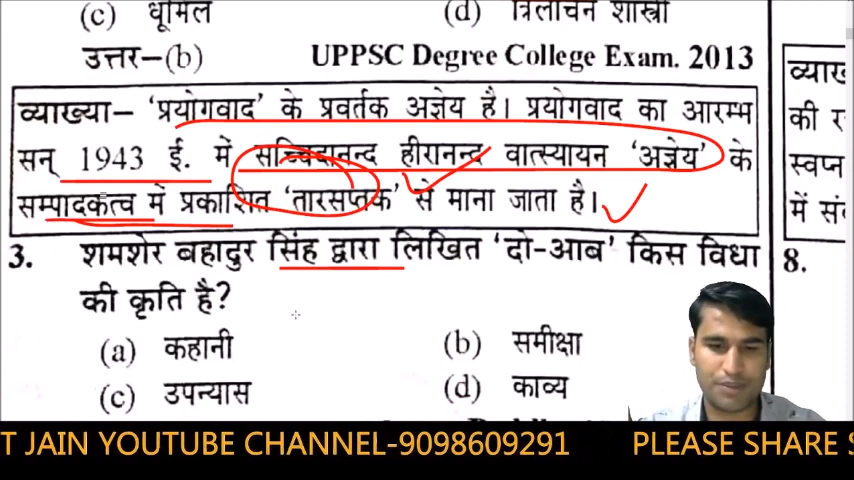 (c) धूमिल (d) त्रिलोचन शास्त्री
उत्तर–(b) UPPSC Degree College Exam. 2013
व्याख्या– 'प्रयोगवाद' के प्रवर्तक अज्ञेय है। प्रयोगवाद का आरम्भ
सन् 1943 ई. में सच्चिदानन्द हीरानन्द वात्स्यायन 'अज्ञेय' के
सम्पादकत्व में प्रकाशित 'तारसप्तक' से माना जाता है।
3. शमशेर बहादुर सिंह द्वारा लिखित 'दो-आब' किस विधा
की कृति है?
(a) कहानी (b) समीक्षा
(c) उपन्यास (d) काव्य
की
में
8.
T JAIN YOUTUBE CHANNEL-9098609291 PLEASE SHARE S